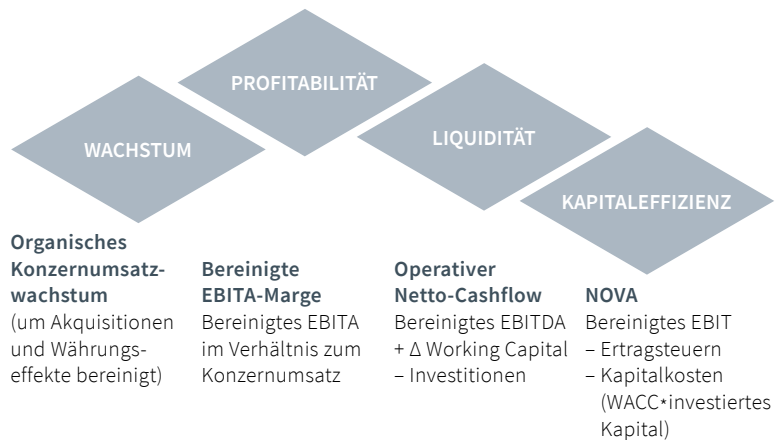 WACHSTUM
PROFITABILITÄT
LIQUIDITÄT
KAPITALEFFIZIENZ
Organisches
Konzernumsatz-
wachstum
(um Akquisitionen
und Währungs-
effekte bereinigt)
Bereinigte
EBITA-Marge
Bereinigtes EBITA
im Verhältnis zum
Konzernumsatz
Operativer
Netto-Cashflow
Bereinigtes EBITDA
+ Δ Working Capital
– Investitionen
NOVA
Bereinigtes EBIT
– Ertragsteuern
– Kapitalkosten
(WACC*investiertes
Kapital)